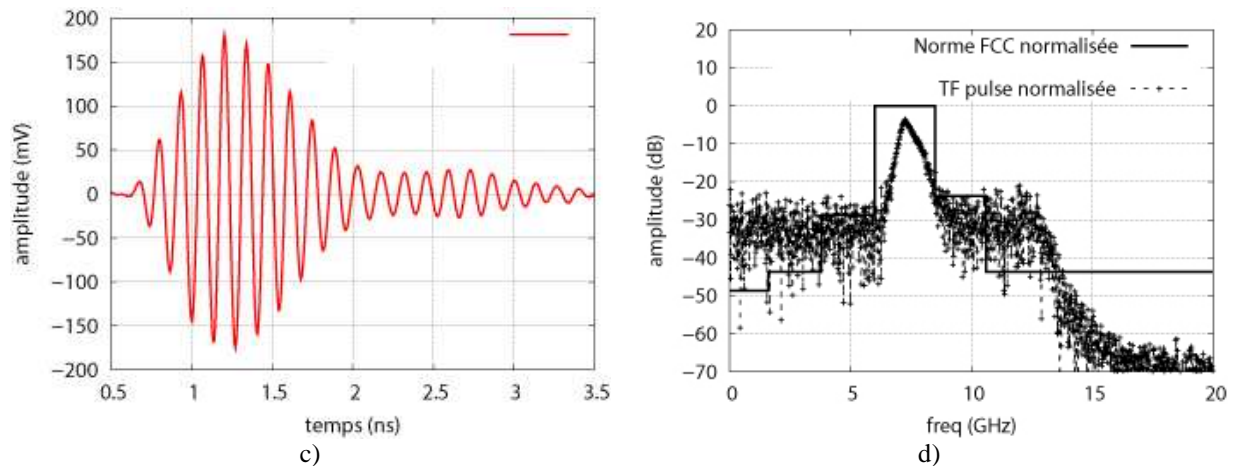 200
150
100
50
0
−50
−100
−150
−200
amplitude (mV)
0.5 1 1.5 2 2.5 3 3.5
temps (ns)
c)
20
10
0
−10
−20
−30
−40
−50
−60
−70
amplitude (dB)
Norme FCC normalisée
TF pulse normalisée
0 5 10 15 20
freq (GHz)
d)